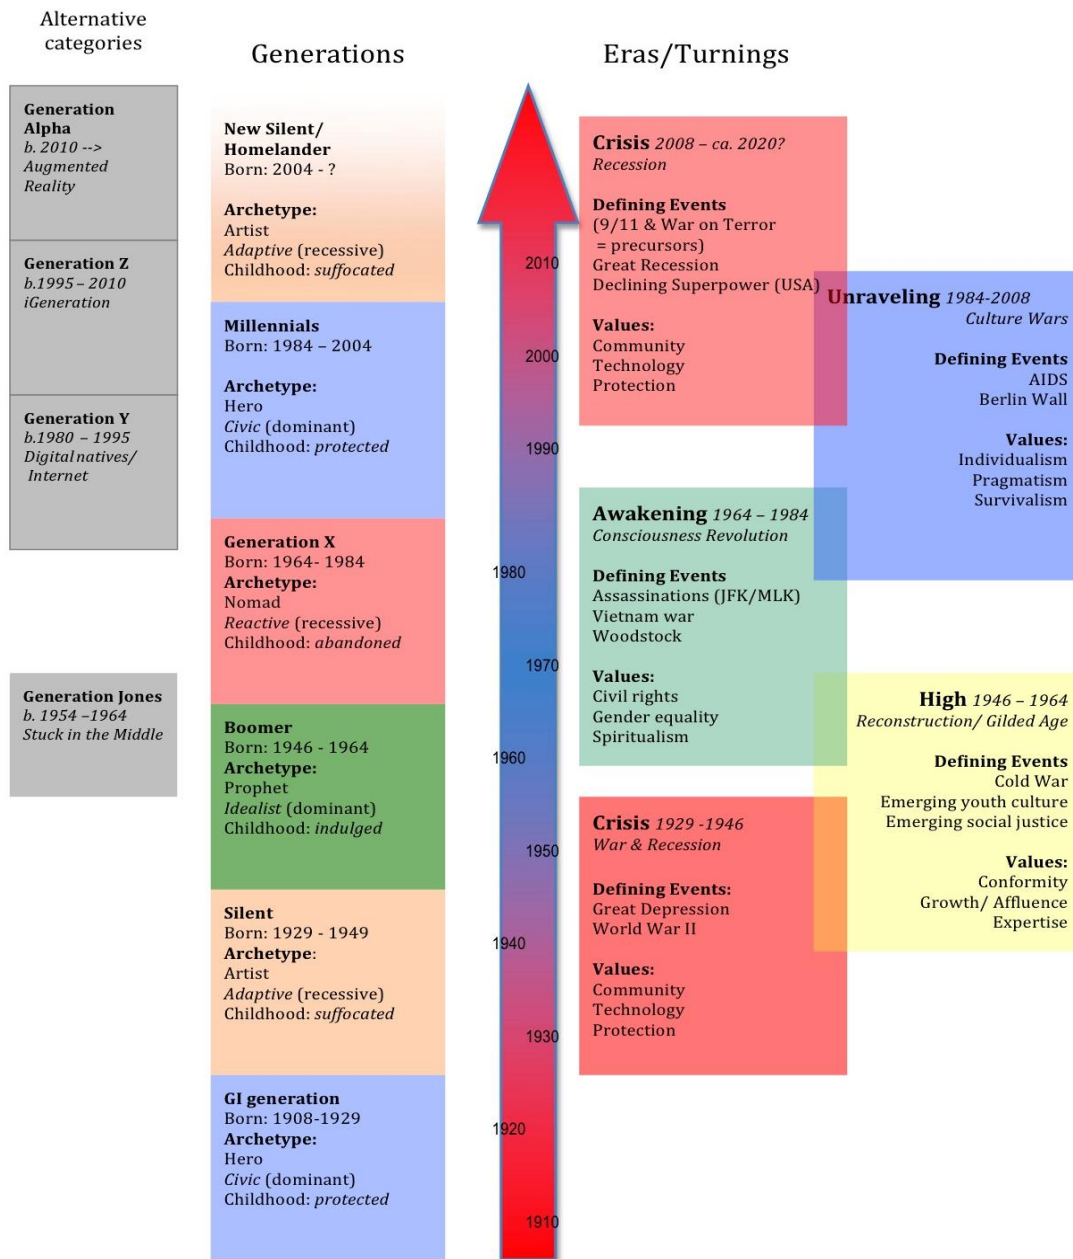 Alternative
categories
Generations
Eras/Turnings
Generation
Alpha
b. 2010 -->
Augmented
Reality
Generation Z
b.1995 – 2010
iGeneration
Generation Y
b.1980 – 1995
Digital natives/
Internet
Generation Jones
b. 1954 –1964
Stuck in the Middle
New Silent/
Homelander
Born: 2004 - ?
Archetype:
Artist
Adaptive (recessive)
Childhood: suffocated
Millennials
Born: 1984 – 2004
Archetype:
Hero
Civic (dominant)
Childhood: protected
Generation X
Born: 1964- 1984
Archetype:
Nomad
Reactive (recessive)
Childhood: abandoned
Boomer
Born: 1946 - 1964
Archetype:
Prophet
Idealist (dominant)
Childhood: indulged
Silent
Born: 1929 - 1949
Archetype:
Artist
Adaptive (recessive)
Childhood: suffocated
GI generation
Born: 1908-1929
Archetype:
Hero
Civic (dominant)
Childhood: protected
2010
2000
1990
1980
1970
1960
1950
1940
1930
1920
1910
Crisis 2008 – ca. 2020?
Recession
Defining Events
(9/11 & War on Terror
= precursors)
Great Recession
Declining Superpower (USA)
Values:
Community
Technology
Protection
Unraveling 1984-2008
Culture Wars
Defining Events
AIDS
Berlin Wall
Values:
Individualism
Pragmatism
Survivalism
Awakening 1964 – 1984
Consciousness Revolution
Defining Events
Assassinations (JFK/MLK)
Vietnam war
Woodstock
Values:
Civil rights
Gender equality
Spiritualism
High 1946 – 1964
Reconstruction/ Gilded Age
Defining Events
Cold War
Emerging youth culture
Emerging social justice
Values:
Conformity
Growth/ Affluence
Expertise
Crisis 1929 -1946
War & Recession
Defining Events:
Great Depression
World War II
Values:
Community
Technology
Protection